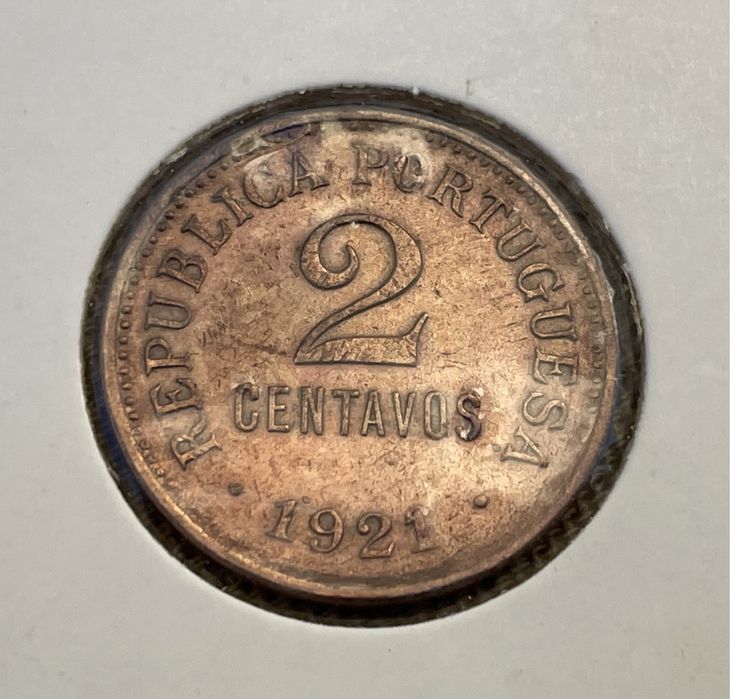 REPUBLICA PORTUGUESA
2
CENTAVOS
· 1921 ·